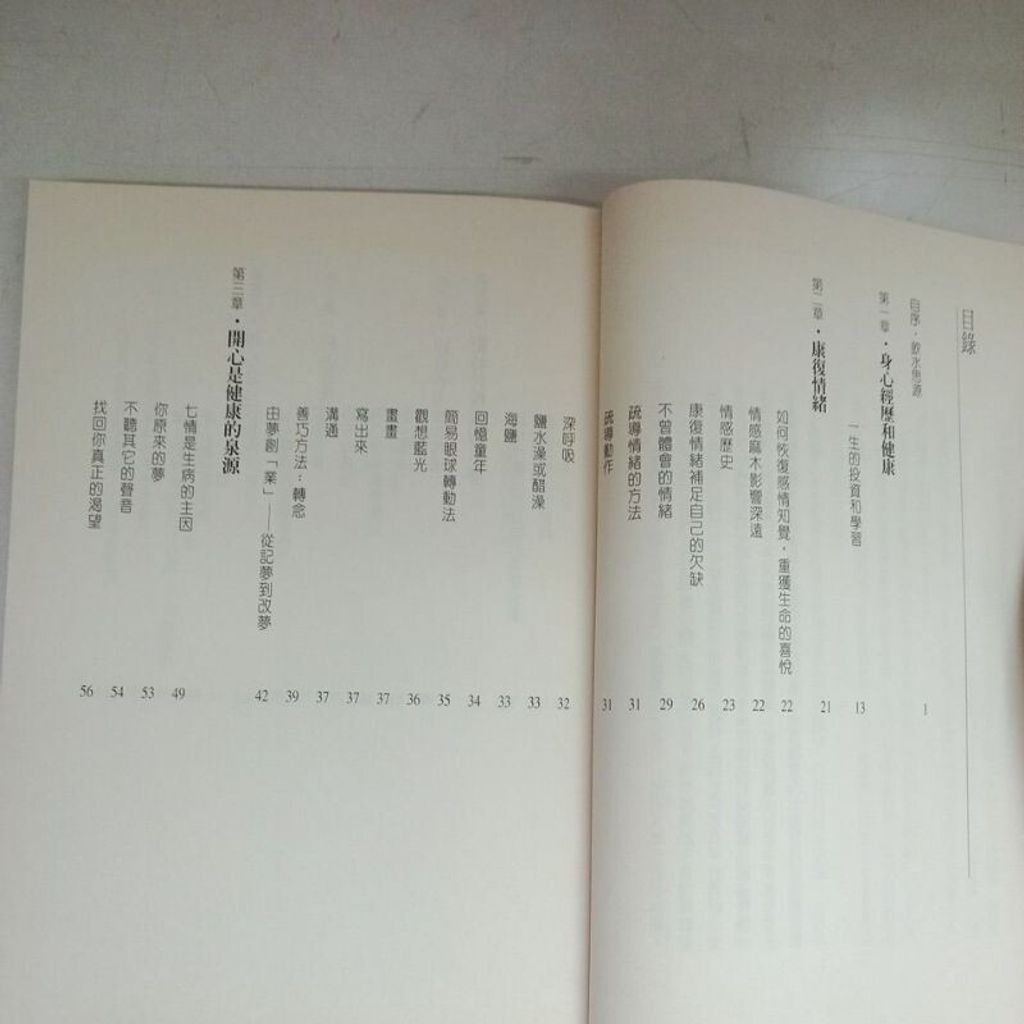 目錄
自序．飲水思源 1
第一章．身心經歷和健康
一生的投資和學習 13
第二章．康復情緒 21
如何恢復感情知覺，重獲生命的喜悅 22
情感麻木影響深遠 22
情感歷史 23
康復情緒補足自己的欠缺 26
不曾體會的情緒 29
疏導情緒的方法 31
疏導動作 31
深呼吸 32
鹽水澡或醋澡 33
海鹽 33
回憶童年 34
簡易眼球轉動法 35
觀想藍光 36
畫畫 37
寫出來 37
溝通 37
善巧方法：轉念 39
由夢創「業」——從記夢到改夢 42
第三章．開心是健康的泉源
七情是生病的主因 49
你原來的夢 53
不聽其它的聲音 54
找回你真正的渴望 56